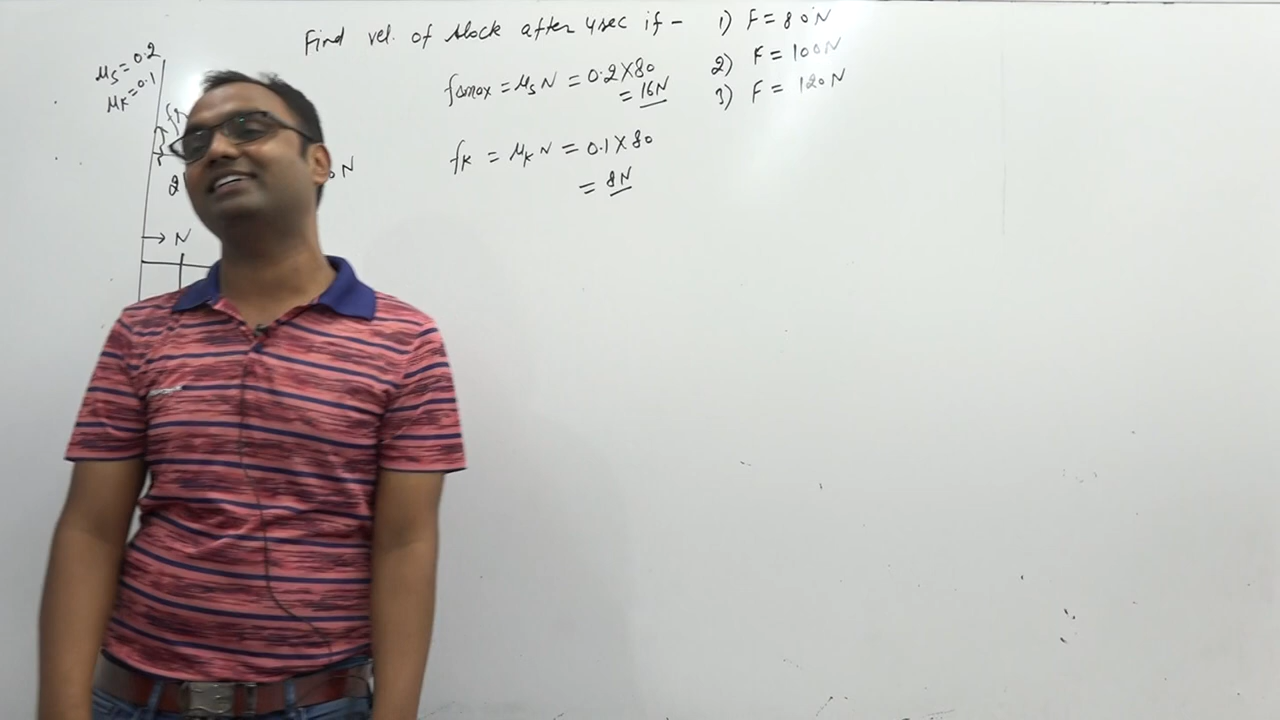 Find vel. of block after 4sec if – 1) F = 80N
2) F = 100N
3) F = 120N
μs = 0.2
μk = 0.1
fsmax = μs N = 0.2 × 80
= 16N
fk = μk N = 0.1 × 80
= 8N
N
2
N